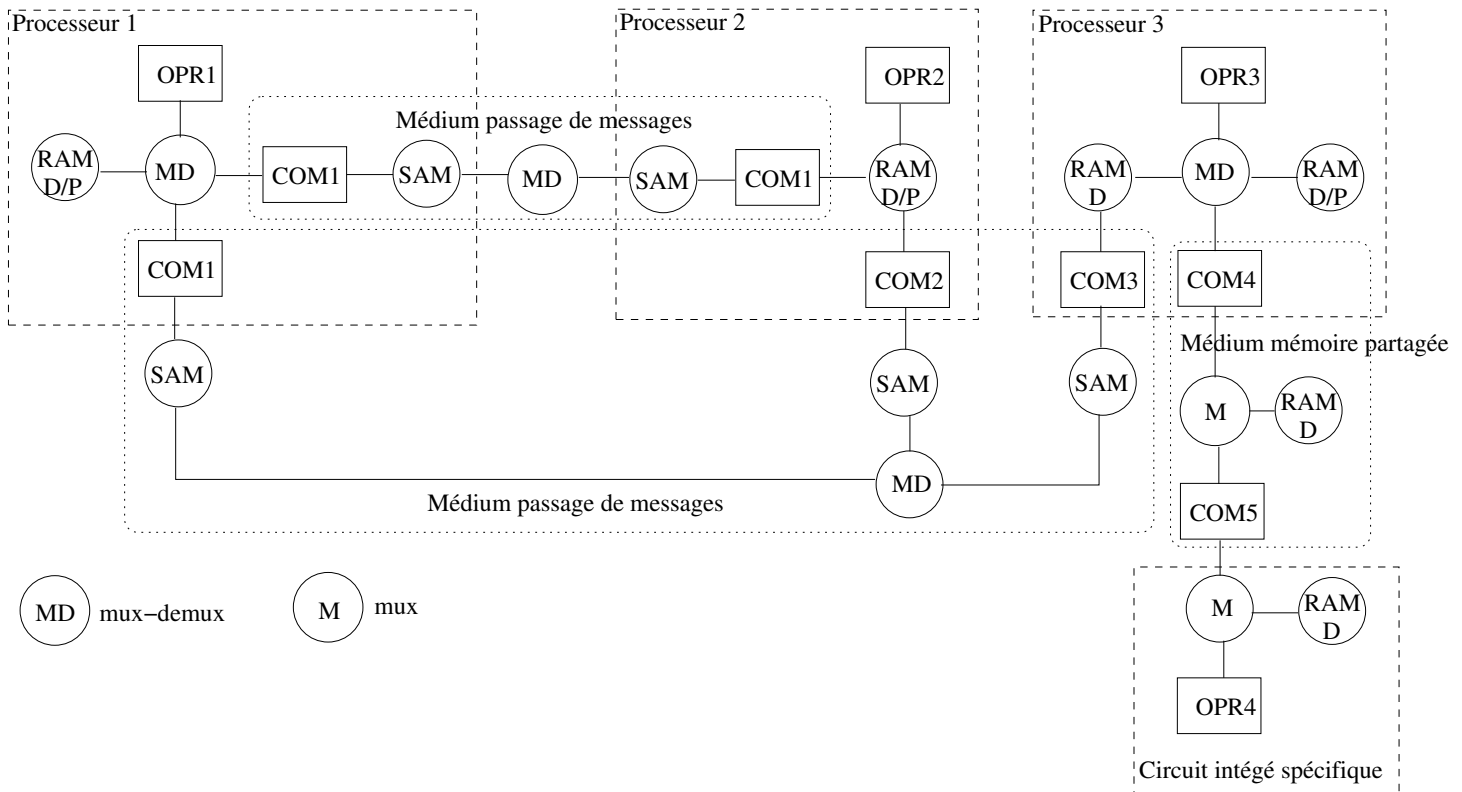 Processeur 1
Processeur 2
Processeur 3
OPR1
OPR2
OPR3
Médium passage de messages
RAM
D/P
MD
COM1
SAM
MD
SAM
COM1
RAM
D/P
RAM
D
MD
RAM
D/P
COM1
COM2
COM3
COM4
Médium mémoire partagée
SAM
SAM
SAM
M
RAM
D
MD
Médium passage de messages
COM5
MD
mux−demux
M
mux
M
RAM
D
OPR4
Circuit intégé spécifique